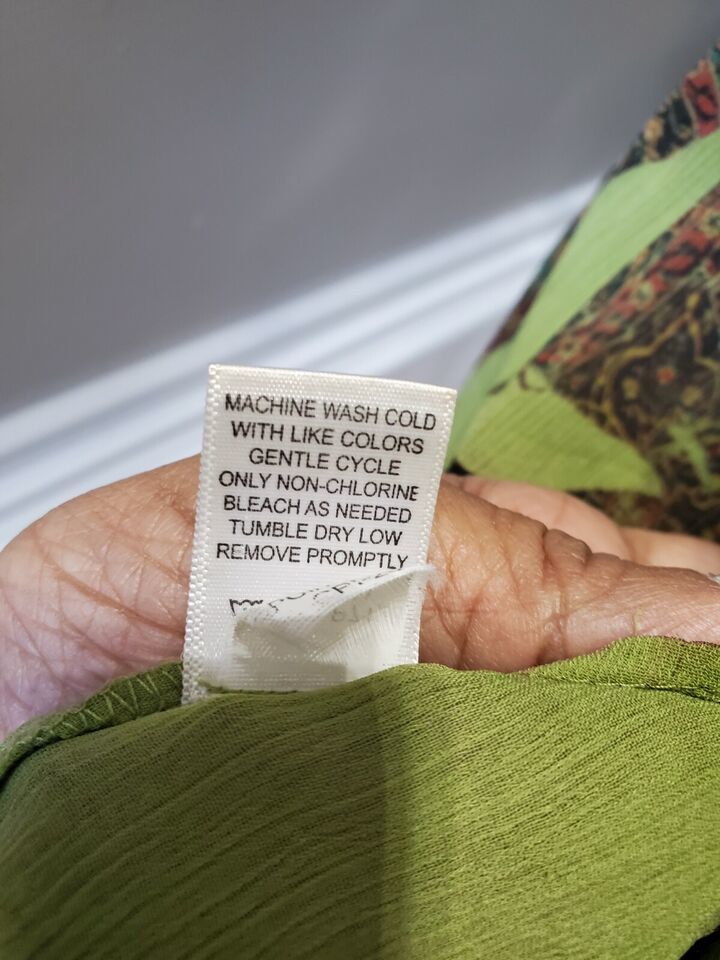 MACHINE WASH COLD
WITH LIKE COLORS
GENTLE CYCLE
ONLY NON-CHLORINE
BLEACH AS NEEDED
TUMBLE DRY LOW
REMOVE PROMPTLY